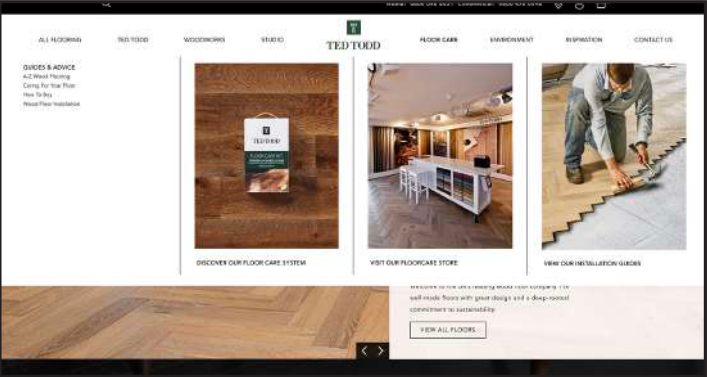 ALL FLOORING
TED TODD
WOODWORKS
STUDIO
TED TODD
FLOOR CARE
ENVIRONMENT
INSPIRATION
CONTACT US
GUIDES & ADVICE
A-Z Wood Flooring
Caring For Your Floor
How To Buy
Wood Floor Installation
TED TODD
FLOOR CARE KIT
DISCOVER OUR FLOOR CARE SYSTEM
VISIT OUR FLOORCARE STORE
VIEW OUR INSTALLATION GUIDES
well-made floors with great design and a deep-rooted
commitment to sustainability.
VIEW ALL FLOORS